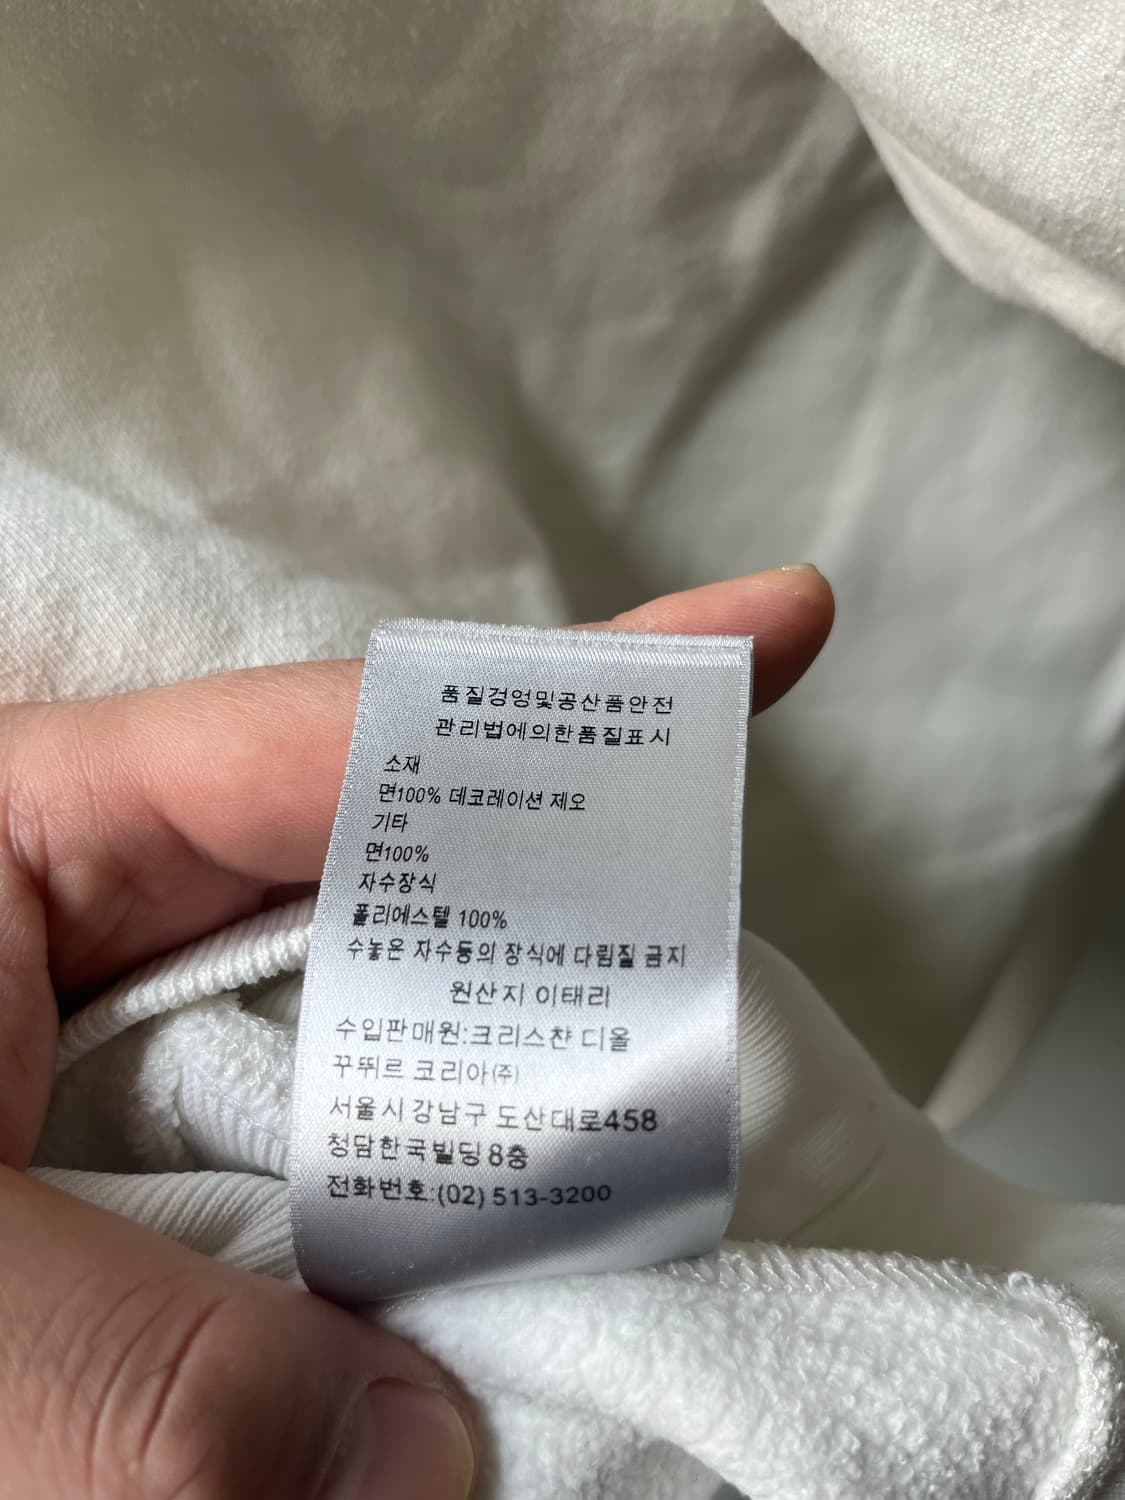 품질경영및공산품안전
관리법에의한품질표시
소재
면100% 데코레이션 제오
기타
면100%
자수장식
폴리에스텔 100%
수놓은 자수등의 장식에 다림질 금지
원산지 이태리
수입판매원:크리스챤 디올
꾸뛰르 코리아(주)
서울시 강남구 도산대로458
청담한국빌딩 8층
전화번호:(02) 513-3200